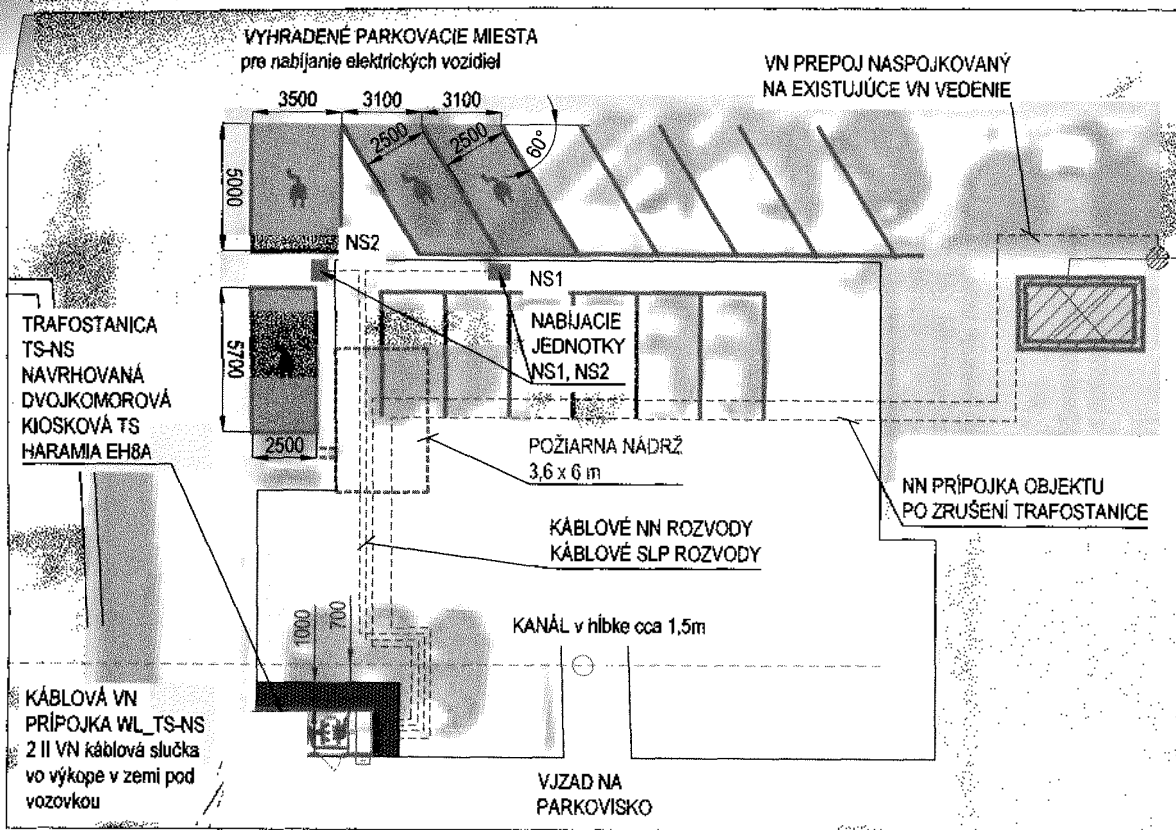 VYHRADENÉ PARKOVACIE MIESTA
pre nabíjanie elektrických vozidiel
VN PREPOJ NASPOJKOVANÝ
NA EXISTUJÚCE VN VEDENIE
3500
3100
3100
2500
2500
60°
5000
NS2
NS1
TRAFOSTANICA
TS-NS
NAVRHOVANÁ
DVOJKOMOROVÁ
KIOSKOVÁ TS
HARAMIA EH8A
5700
2500
NABÍJACIE
JEDNOTKY
NS1, NS2
POŽIARNA NÁDRŽ
3,6 x 6 m
NN PRÍPOJKA OBJEKTU
PO ZRUŠENÍ TRAFOSTANICE
KÁBLOVÉ NN ROZVODY
KÁBLOVÉ SLP ROZVODY
1000
700
KANÁL v hĺbke cca 1,5m
KÁBLOVÁ VN
PRÍPOJKA WL_TS-NS
2 II VN káblová slučka
vo výkope v zemi pod
vozovkou
VJZAD NA
PARKOVISKO